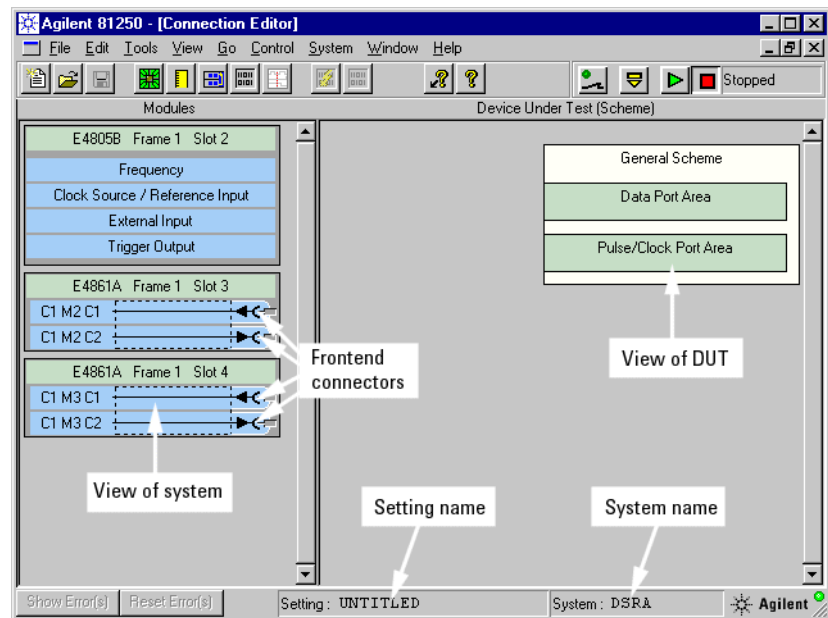 Agilent 81250 - [Connection Editor]
File Edit Tools View Go Control System Window Help
Stopped
Modules
Device Under Test (Scheme)
E4805B Frame 1 Slot 2
Frequency
Clock Source / Reference Input
External Input
Trigger Output
E4861A Frame 1 Slot 3
C1 M2 C1
C1 M2 C2
E4861A Frame 1 Slot 4
C1 M3 C1
C1 M3 C2
Frontend
connectors
View of system
General Scheme
Data Port Area
Pulse/Clock Port Area
View of DUT
Setting name
System name
Show Error(s)
Reset Error(s)
Setting : UNTITLED
System : DSRA
Agilent